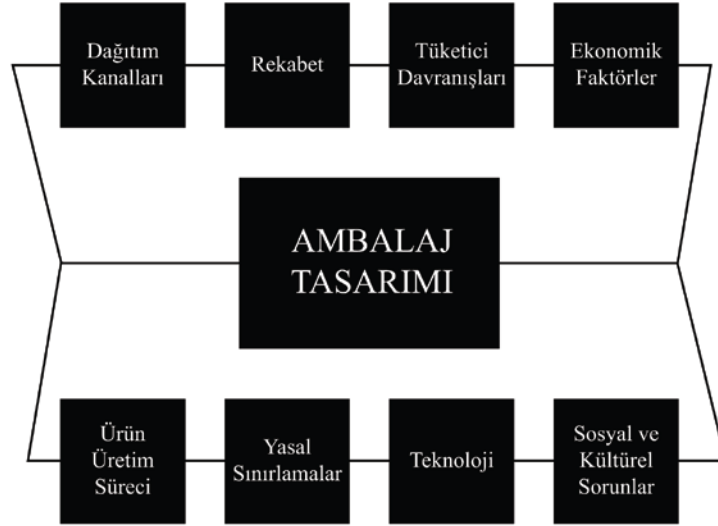 Dağıtım
Kanalları
Rekabet
Tüketici
Davranışları
Ekonomik
Faktörler
AMBALAJ
TASARIMI
Ürün
Üretim
Süreci
Yasal
Sınırlamalar
Teknoloji
Sosyal ve
Kültürel
Sorunlar